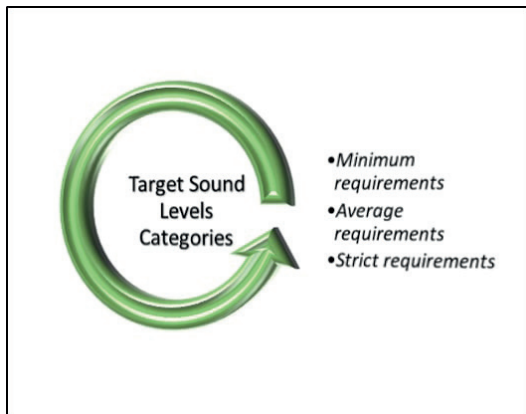 Target Sound
Levels
Categories
•Minimum
requirements
•Average
requirements
•Strict requirements